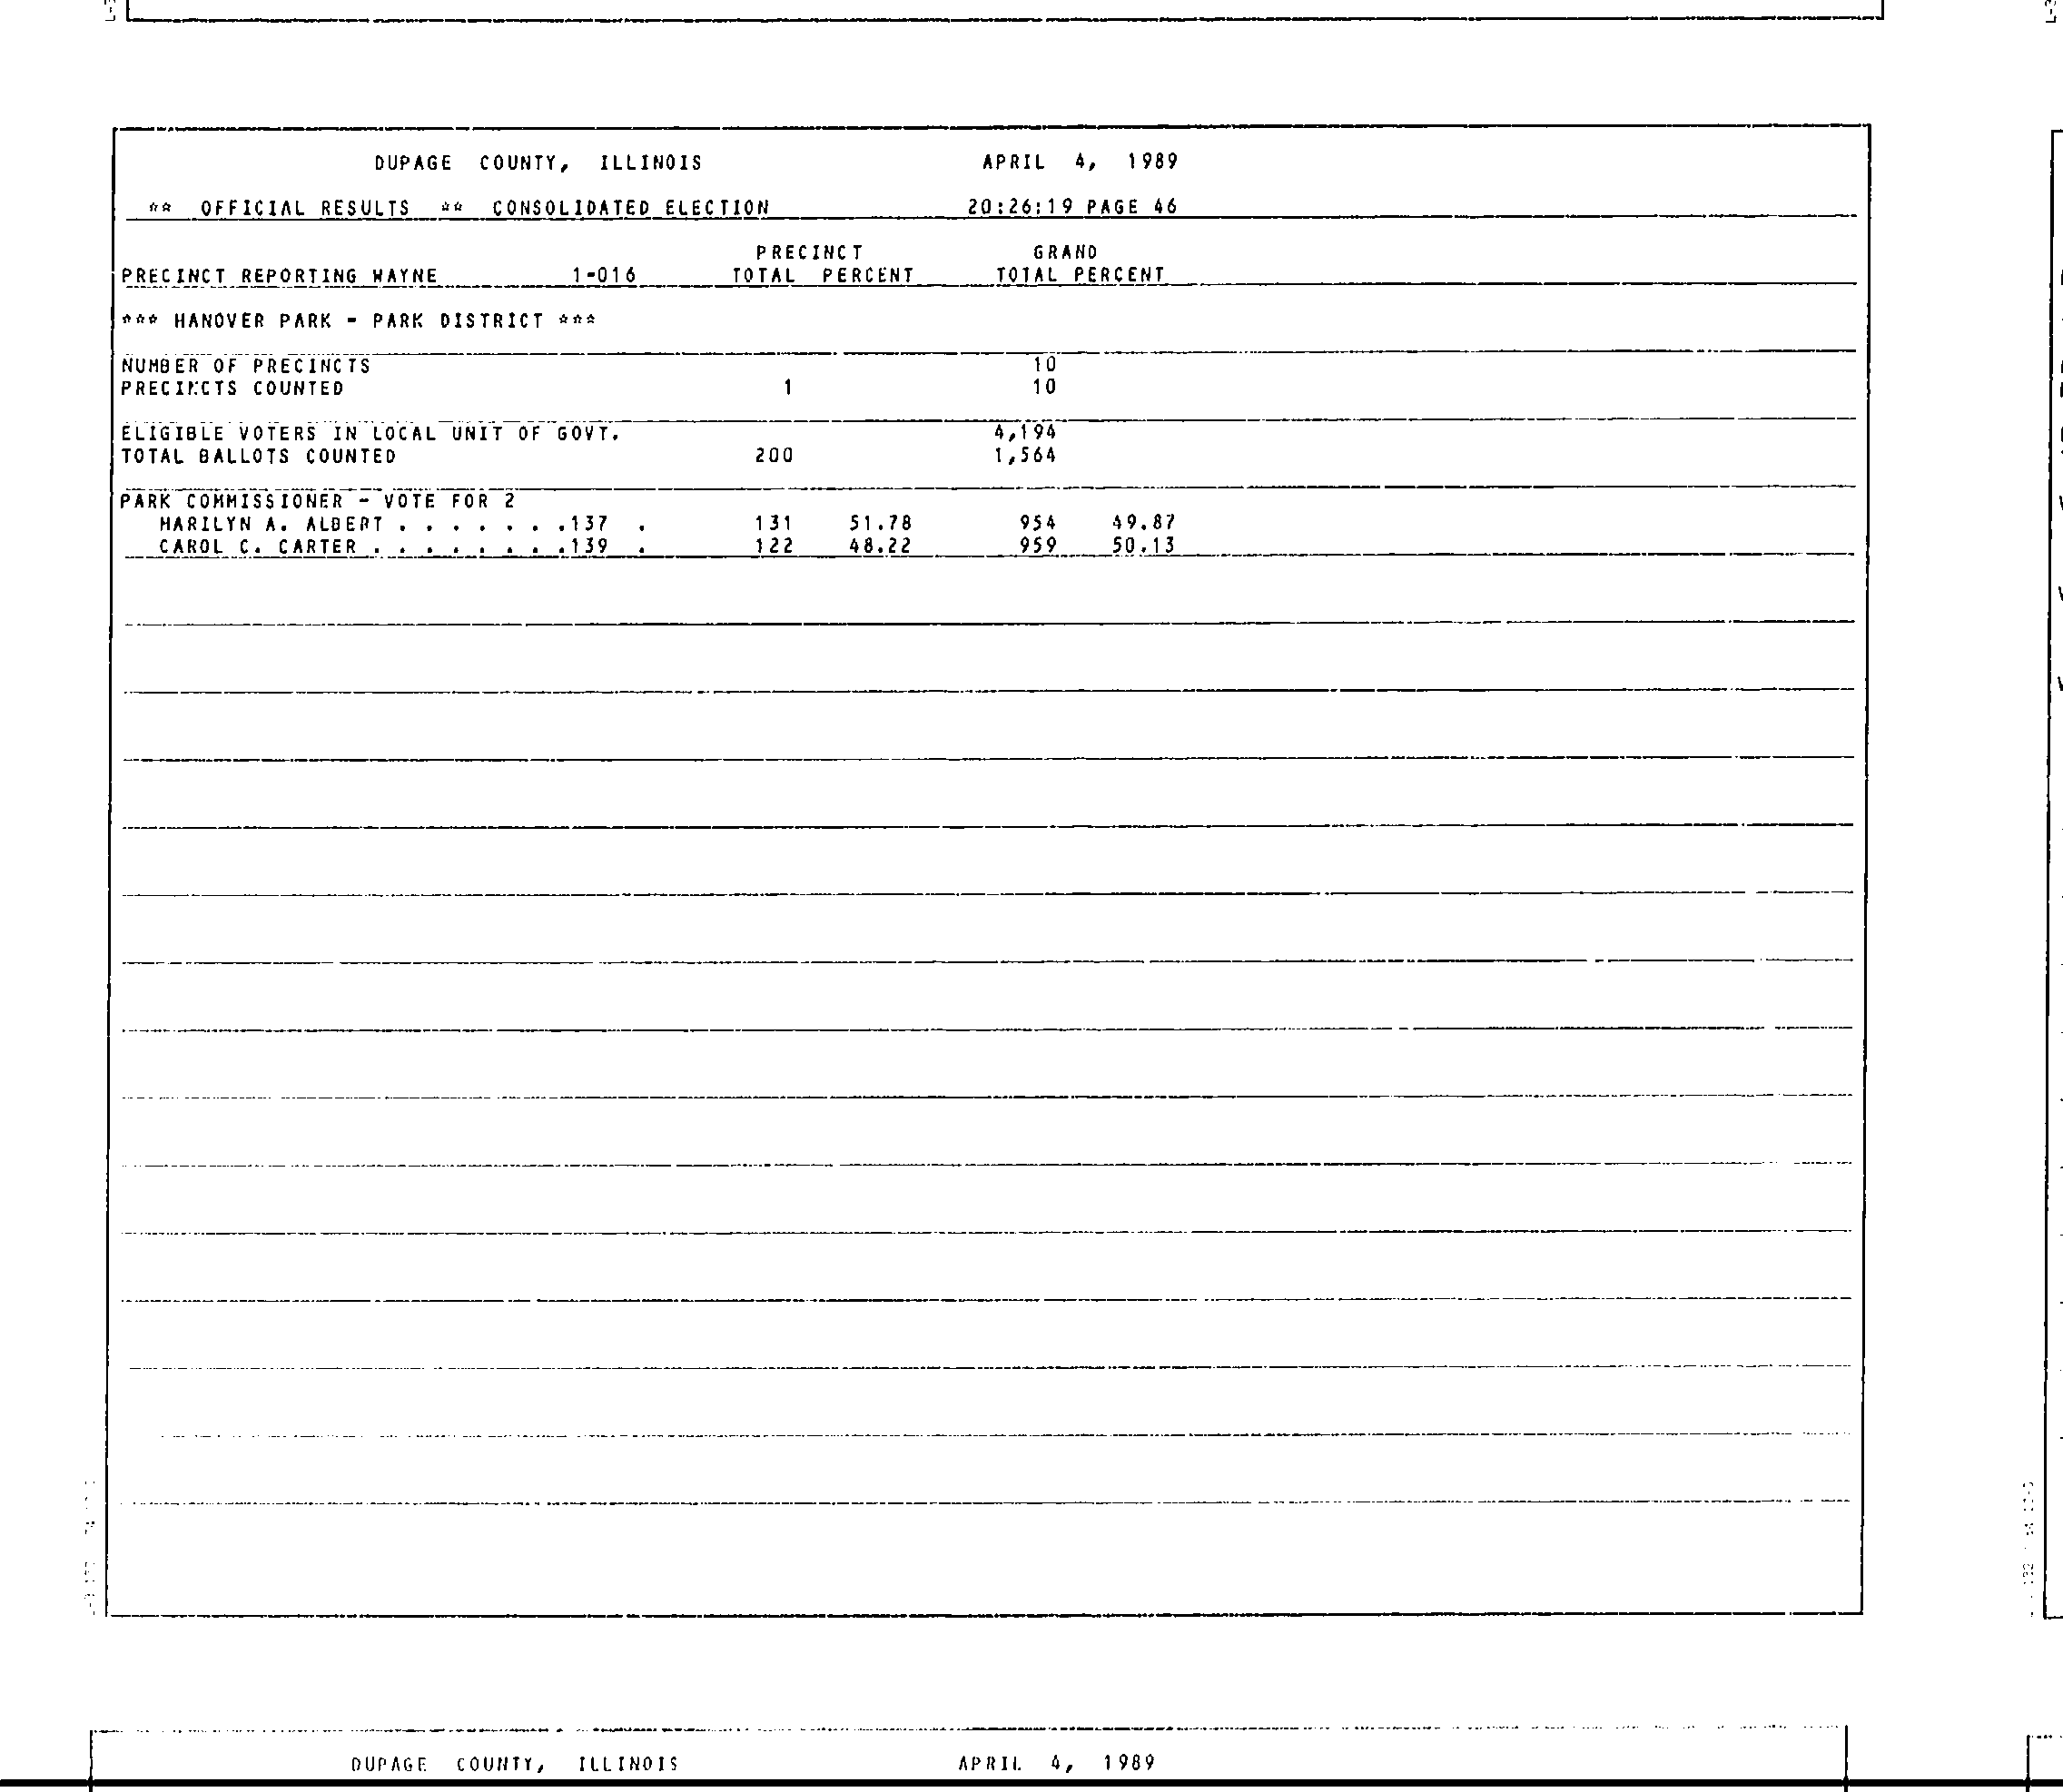 DUPAGE COUNTY, ILLINOIS APRIL 4, 1989
** OFFICIAL RESULTS ** CONSOLIDATED ELECTION 20:26:19 PAGE 46
PRECINCT GRAND
PRECINCT REPORTING WAYNE 1-016 TOTAL PERCENT TOTAL PERCENT
*** HANOVER PARK - PARK DISTRICT ***
NUMBER OF PRECINCTS 10
PRECINCTS COUNTED 1 10
ELIGIBLE VOTERS IN LOCAL UNIT OF GOVT. 4,194
TOTAL BALLOTS COUNTED 200 1,564
PARK COMMISSIONER - VOTE FOR 2
MARILYN A. ALBERT . . . . . . .137 . 131 51.78 954 49.87
CAROL C. CARTER . . . . . . . .139 . 122 48.22 959 50.13
DUPAGE COUNTY, ILLINOIS APRIL 4, 1989